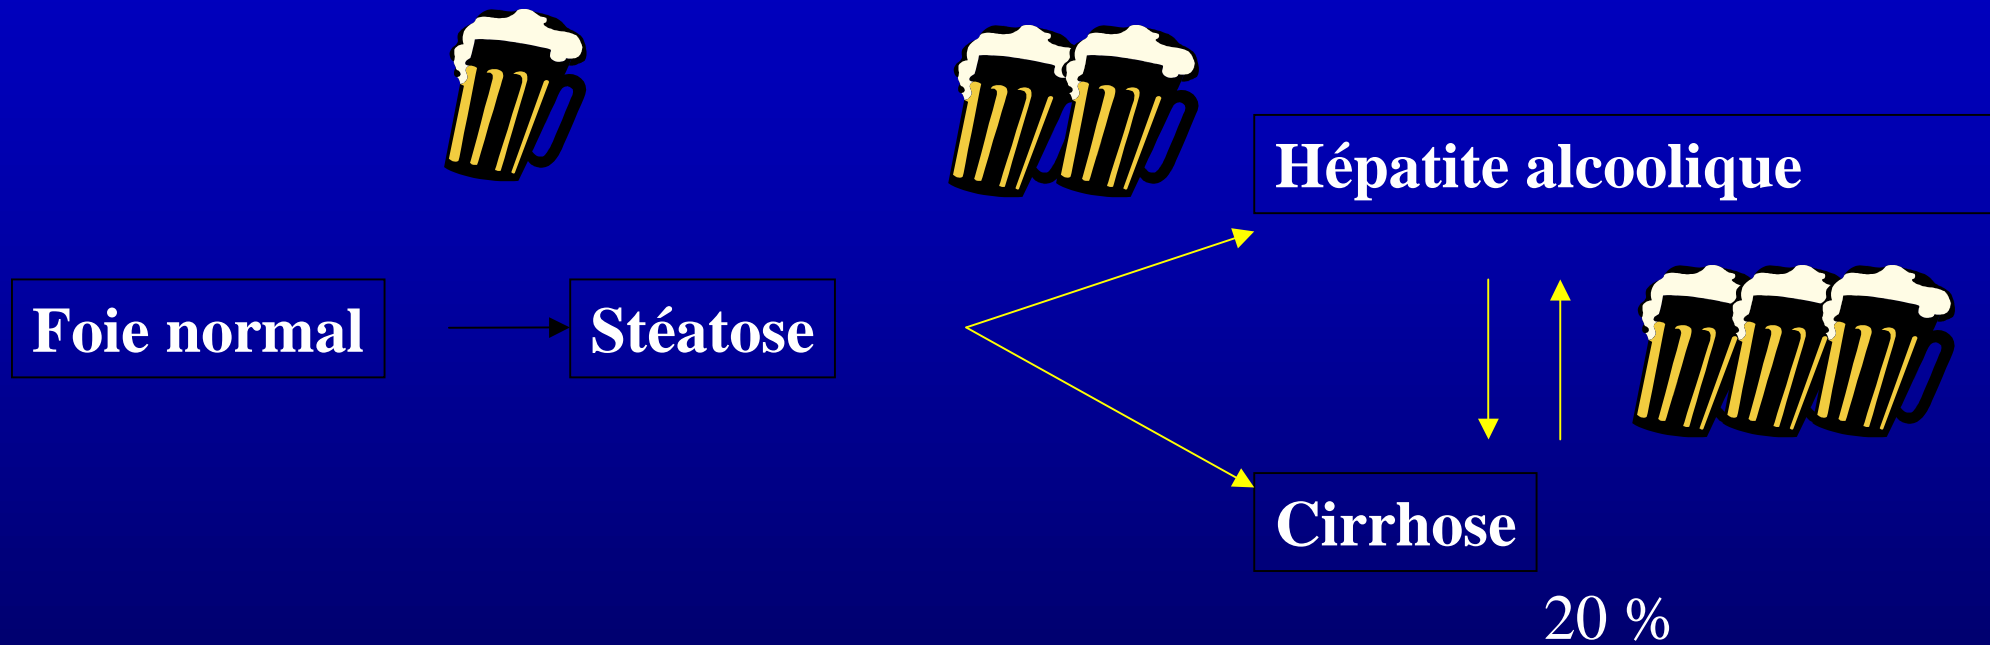 Hépatite alcoolique
Foie normal
Stéatose
Cirrhose
20 %